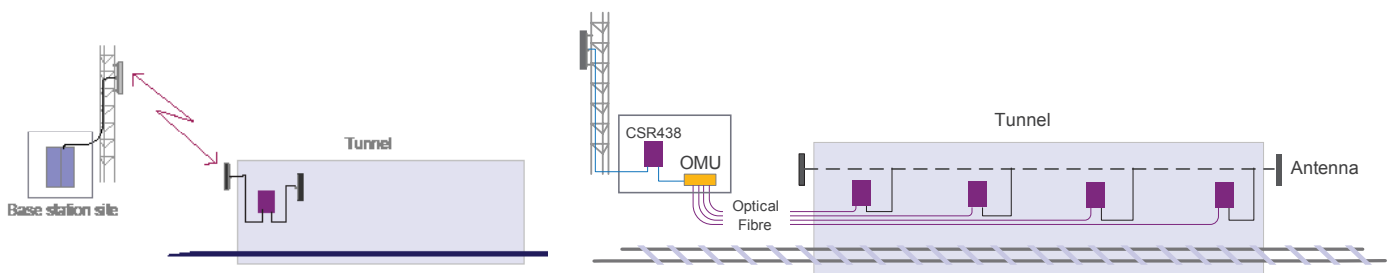 Tunnel
Base station site
CSR438
OMU
Tunnel
Antenna
Optical
Fibre